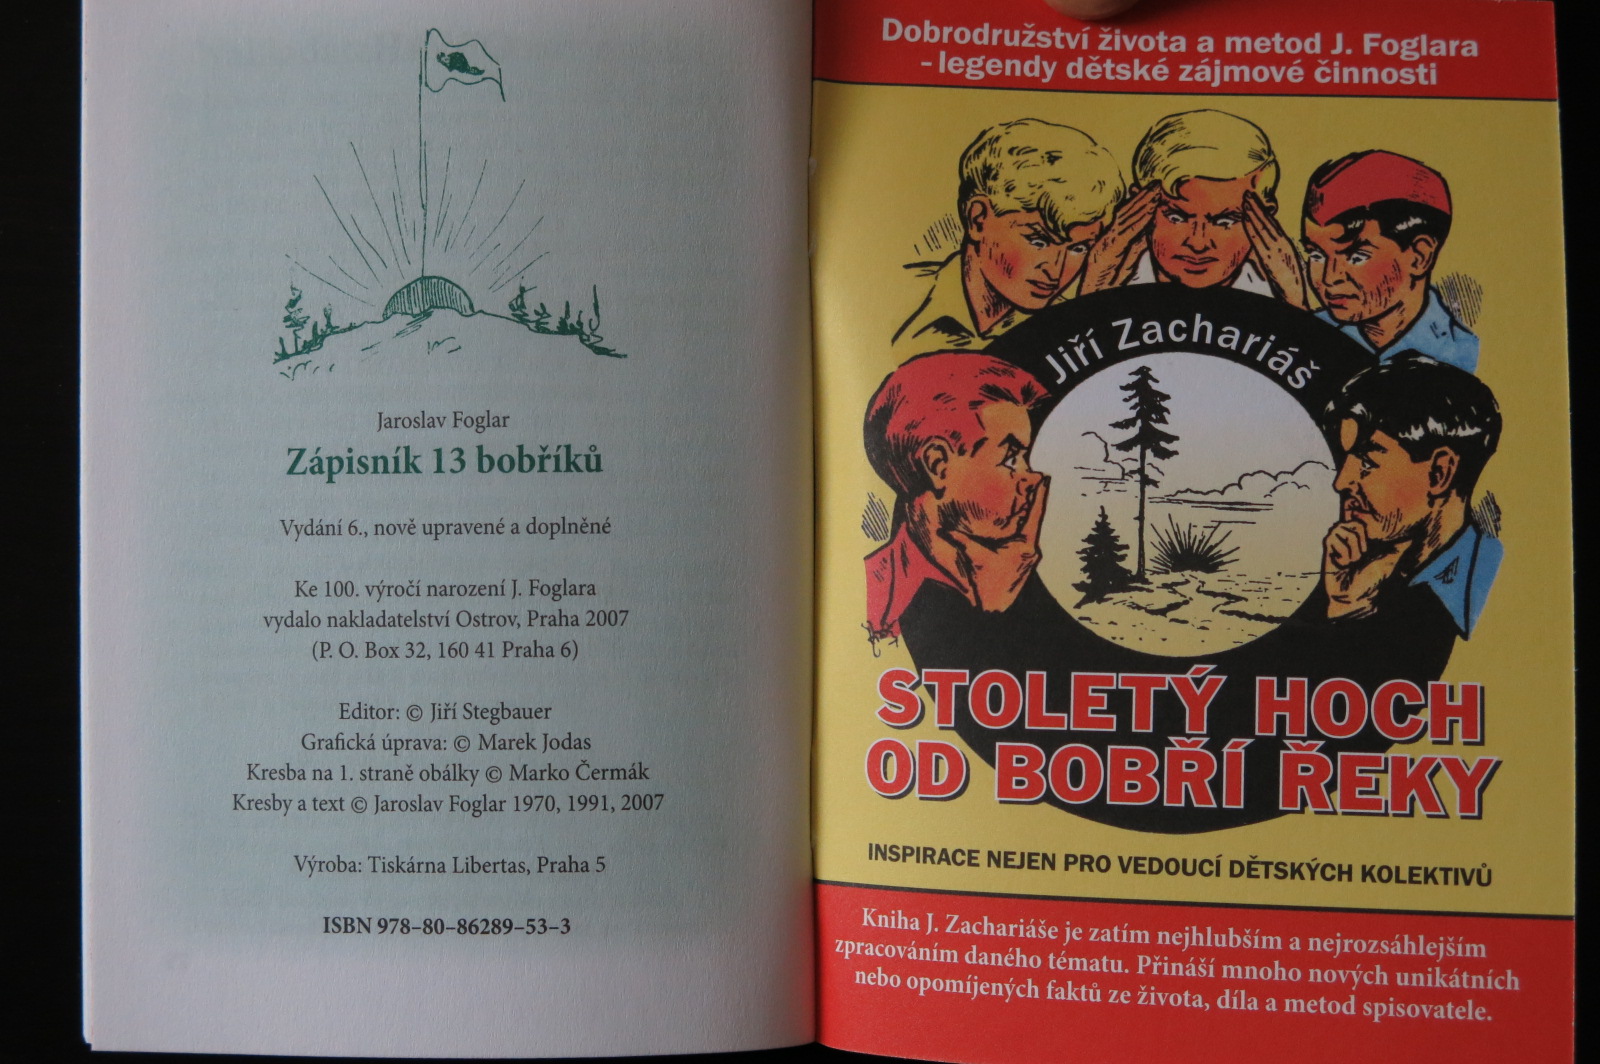 Jaroslav Foglar
Zápisník 13 bobříků
Vydání 6., nově upravené a doplněné
Ke 100. výročí narození J. Foglara
vydalo nakladatelství Ostrov, Praha 2007
(P. O. Box 32, 160 41 Praha 6)
Editor: © Jiří Stegbauer
Grafická úprava: © Marek Jodas
Kresba na 1. straně obálky © Marko Čermák
Kresby a text © Jaroslav Foglar 1970, 1991, 2007
Výroba: Tiskárna Libertas, Praha 5
ISBN 978–80–86289–53–3
Dobrodružství života a metod J. Foglara
- legendy dětské zájmové činnosti
Jiří Zachariáš
STOLETÝ HOCH
OD BOBŘÍ ŘEKY
INSPIRACE NEJEN PRO VEDOUCÍ DĚTSKÝCH KOLEKTIVŮ
Kniha J. Zachariáše je zatím nejhlubším a nejrozsáhlejším
zpracováním daného tématu. Přináší mnoho nových unikátních
nebo opomíjených faktů ze života, díla a metod spisovatele.